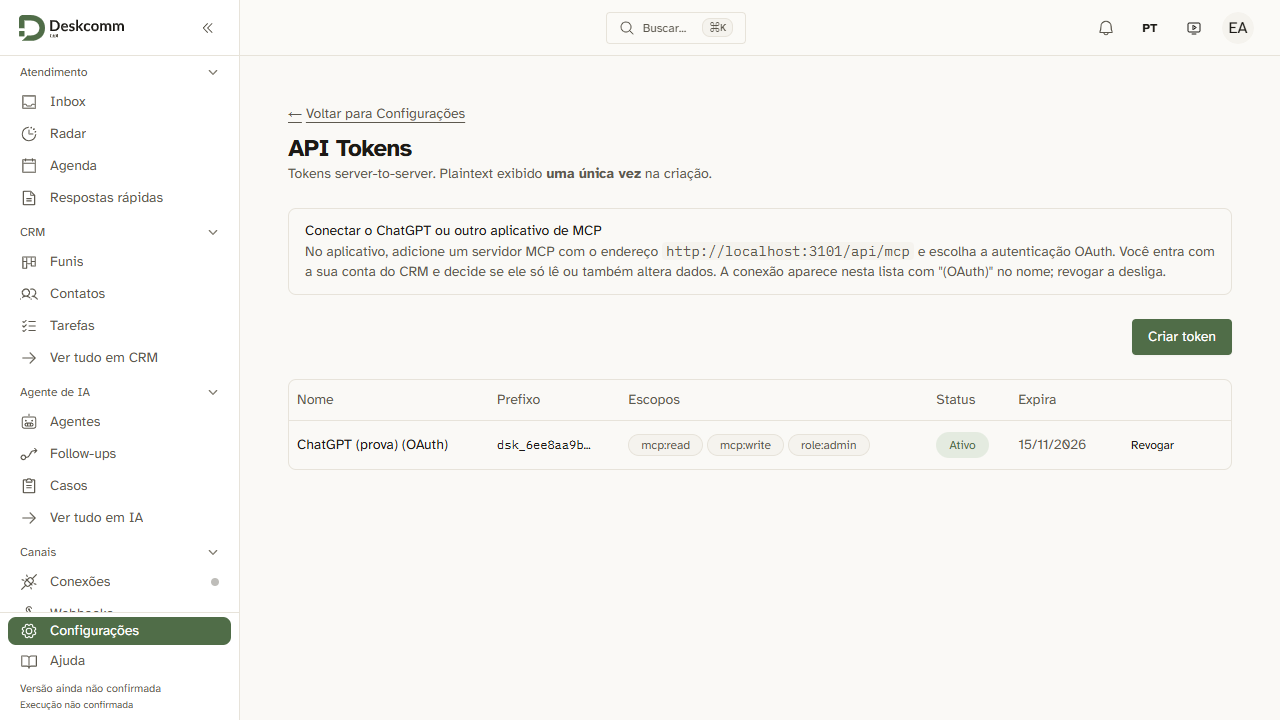 Deskcomm
CRM
Buscar...
⌘K
PT
EA
Atendimento
Inbox
Radar
Agenda
Respostas rápidas
CRM
Funis
Contatos
Tarefas
Ver tudo em CRM
Agente de IA
Agentes
Follow-ups
Casos
Ver tudo em IA
Canais
Conexões
Webhooks
Configurações
Ajuda
Versão ainda não confirmada
Execução não confirmada
← Voltar para Configurações
API Tokens
Tokens server-to-server. Plaintext exibido uma única vez na criação.
Conectar o ChatGPT ou outro aplicativo de MCP
No aplicativo, adicione um servidor MCP com o endereço http://localhost:3101/api/mcp e escolha a autenticação OAuth. Você entra com
a sua conta do CRM e decide se ele só lê ou também altera dados. A conexão aparece nesta lista com "(OAuth)" no nome; revogar a desliga.
Criar token
Nome Prefixo Escopos Status Expira
ChatGPT (prova) (OAuth) dsk_6ee8aa9b… mcp:read mcp:write role:admin Ativo 15/11/2026 Revogar